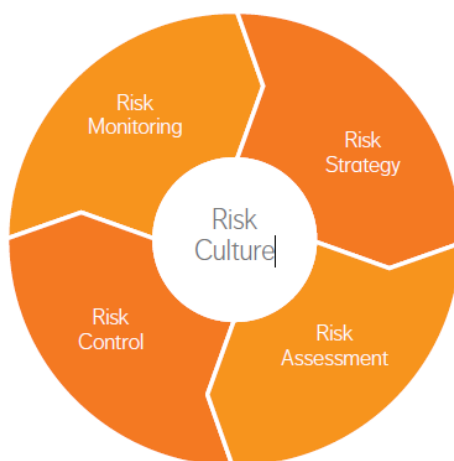 Risk
Monitoring
Risk
Strategy
Risk
Culture
Risk
Control
Risk
Assessment